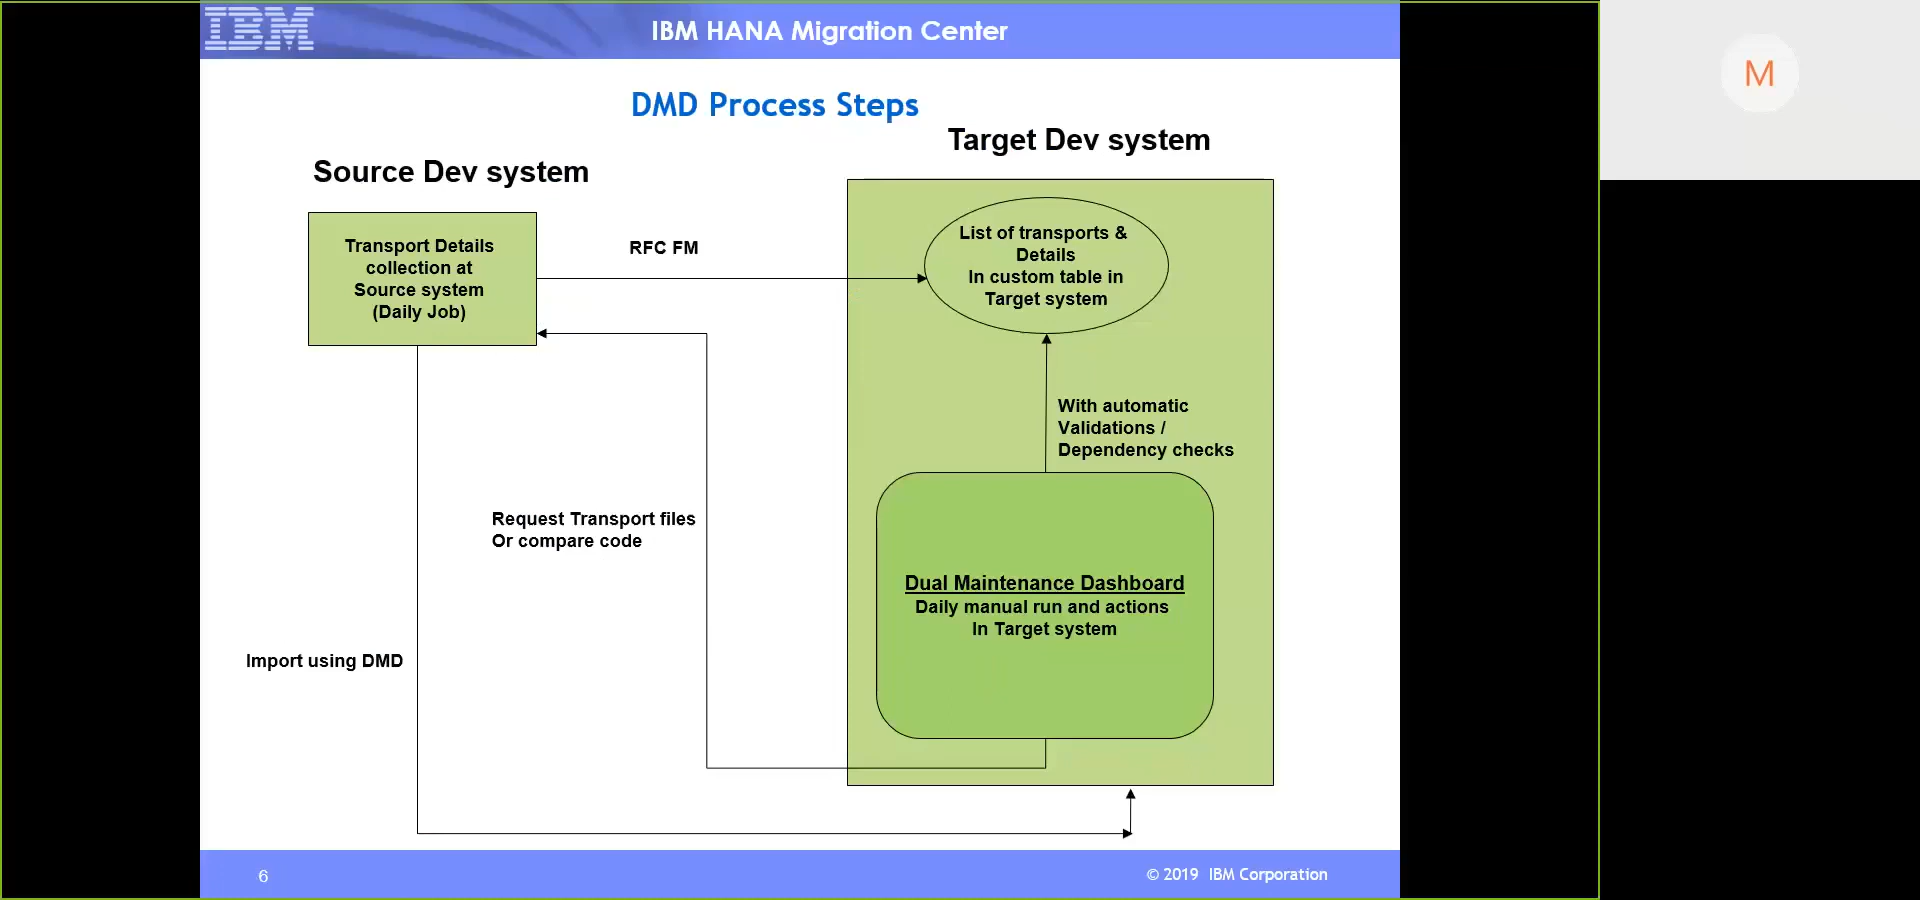 IBM
IBM HANA Migration Center
M
DMD Process Steps
Target Dev system
Source Dev system
Transport Details
collection at
Source system
(Daily Job)
RFC FM
List of transports &
Details
In custom table in
Target system
With automatic
Validations /
Dependency checks
Request Transport files
Or compare code
Dual Maintenance Dashboard
Daily manual run and actions
In Target system
Import using DMD
6
© 2019 IBM Corporation